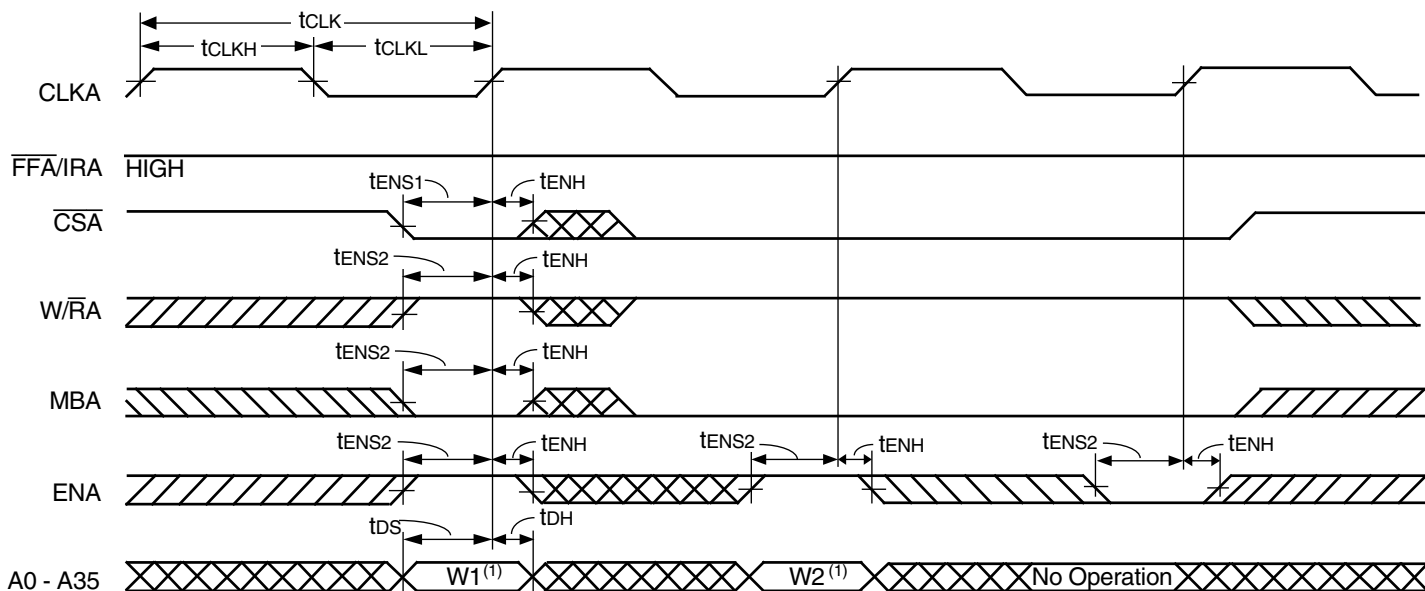 tCLK
tCLKH tCLKL
CLKA
FFA/IRA HIGH
tENS1 tENH
CSA
tENS2 tENH
W/RA
tENS2 tENH
MBA
tENS2 tENH tENS2 tENH tENS2 tENH
ENA
tDS tDH
A0 - A35 W1(1) W2(1) No Operation